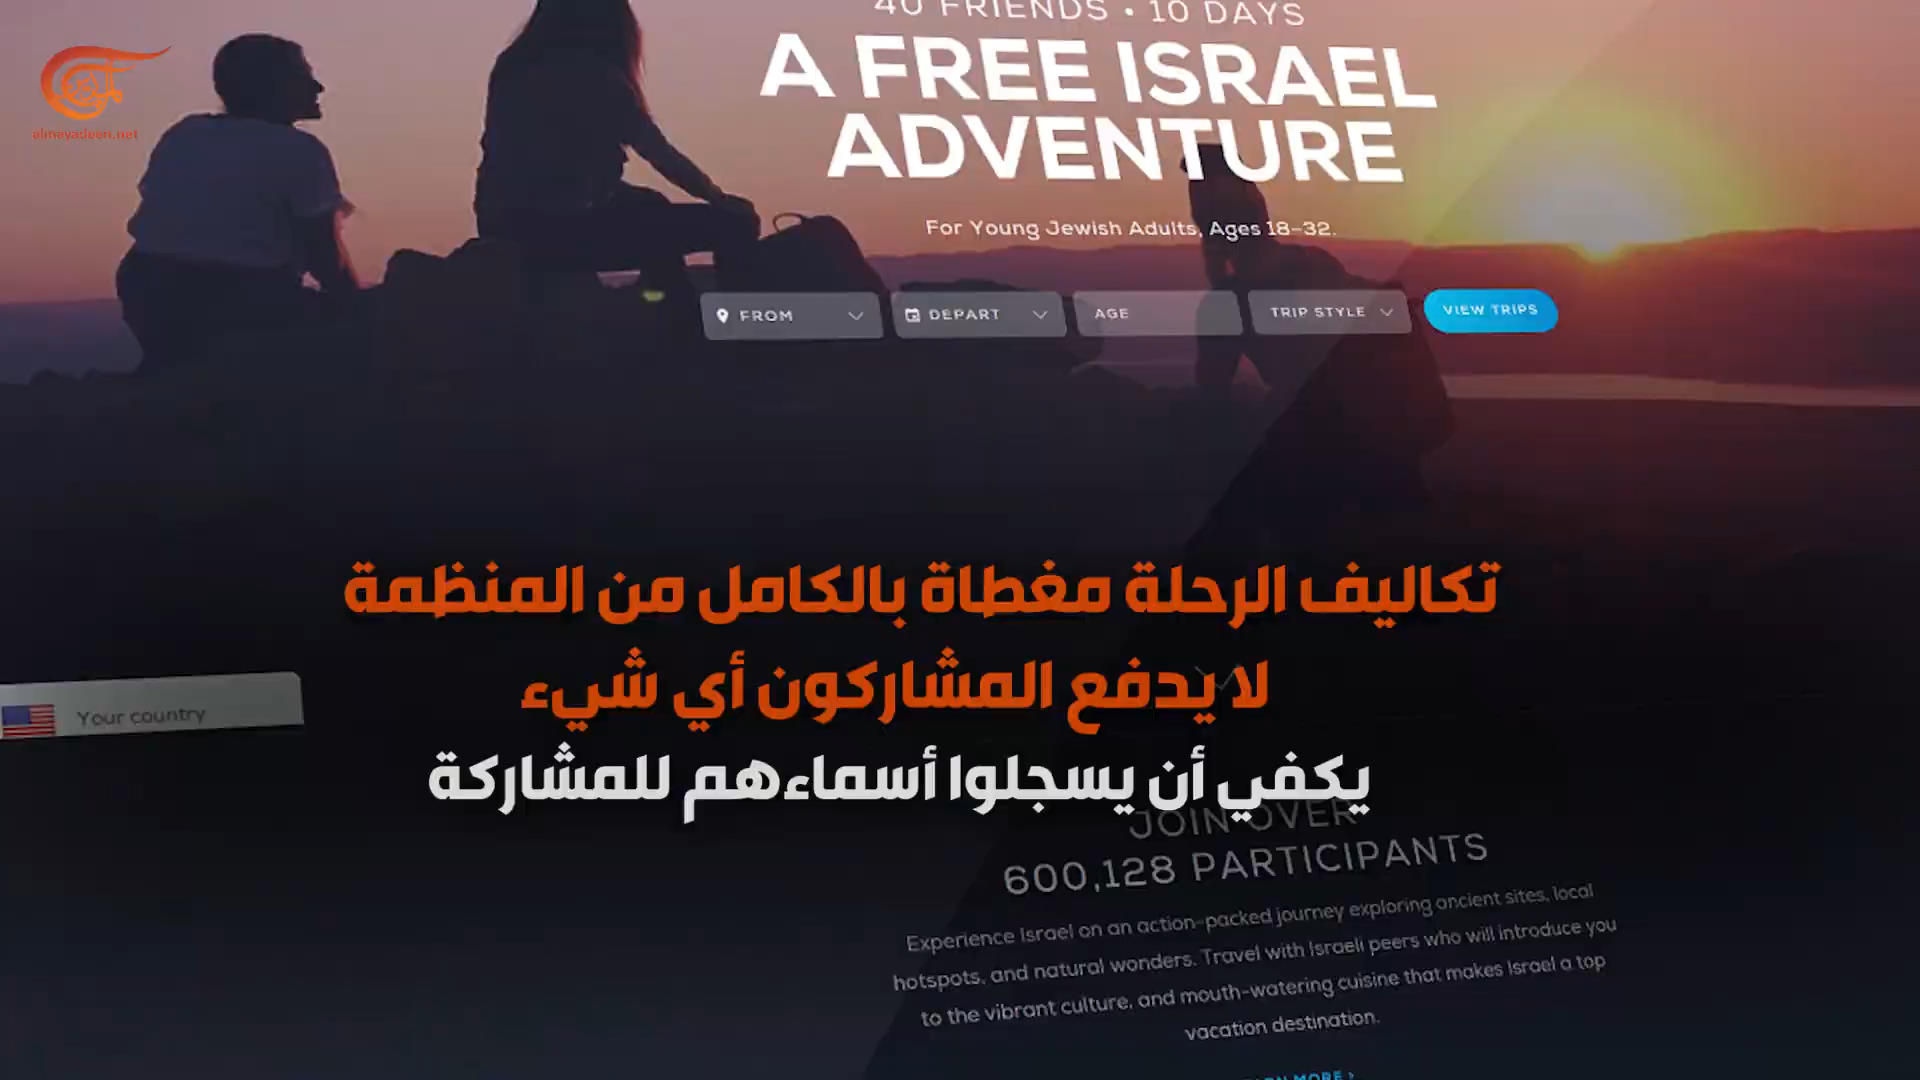 40 FRIENDS • 10 DAYS
A FREE ISRAEL
ADVENTURE
almayadeen.net
For Young Jewish Adults, Ages 18-32.
FROM
DEPART
AGE
TRIP STYLE
VIEW TRIPS
تكاليف الرحلة مغطاة بالكامل من المنظمة
لا يدفع المشاركون أي شيء
Your country
يكفي أن يسجلوا أسماءهم للمشاركة
JOIN OVER
600,128 PARTICIPANTS
Experience Israel on an action-packed journey exploring ancient sites, local
hotspots, and natural wonders. Travel with Israeli peers who will introduce you
to the vibrant culture, and mouth-watering cuisine that makes Israel a top
vacation destination.
MORE >